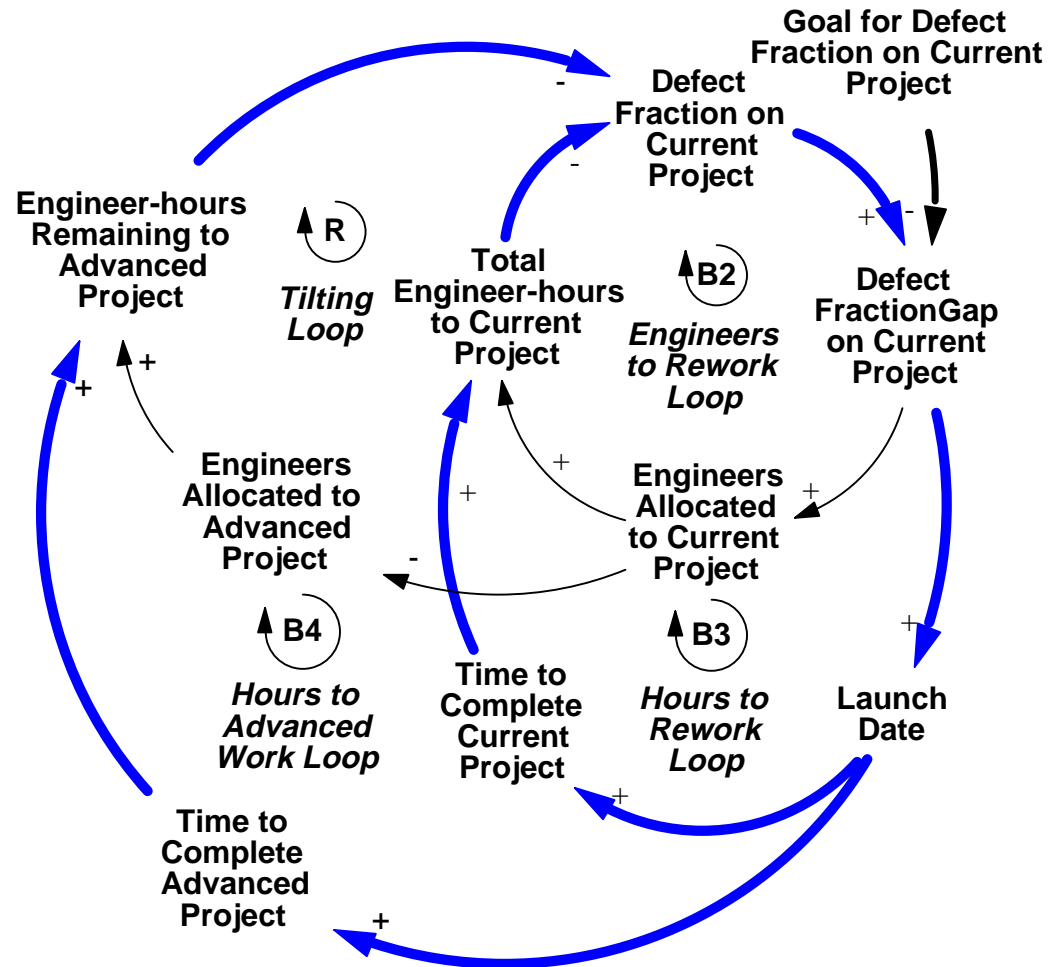 Goal for Defect
Fraction on Current
Project
-
Defect
Fraction on
Current
Project
-
Engineer-hours
Remaining to
Advanced
Project
R
Tilting
Loop
Total
Engineer-hours
to Current
Project
B2
Engineers
to Rework
Loop
+
-
Defect
FractionGap
on Current
Project
+
+
Engineers
Allocated to
Advanced
Project
+
+
Engineers
Allocated
to Current
Project
+
-
B4
Hours to
Advanced
Work Loop
Time to
Complete
Current
Project
B3
Hours to
Rework
Loop
+
Launch
Date
+
Time to
Complete
Advanced
Project
+